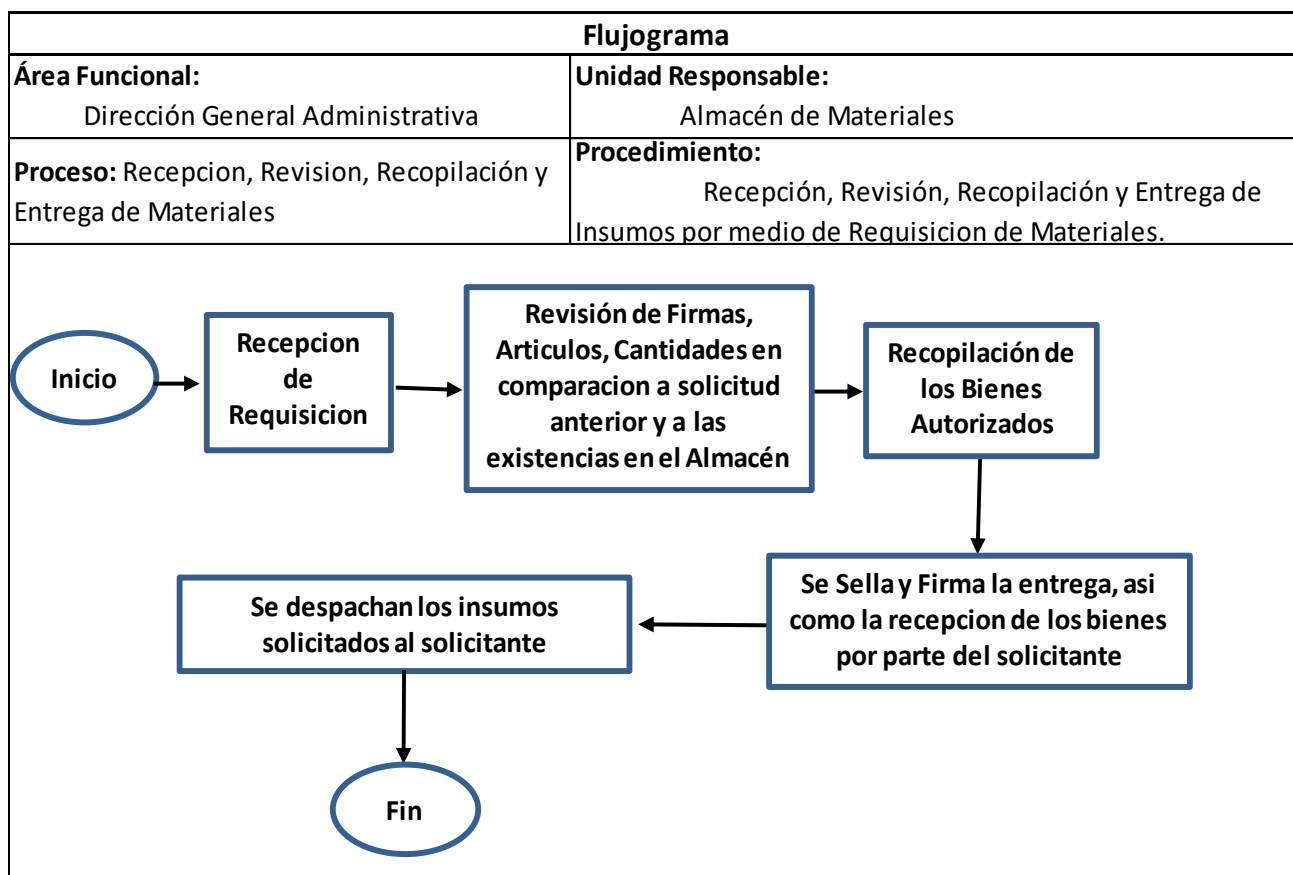 Flujograma
Área Funcional:
Dirección General Administrativa
Unidad Responsable:
Almacén de Materiales
Proceso: Recepcion, Revision, Recopilación y
Entrega de Materiales
Procedimiento:
Recepción, Revisión, Recopilación y Entrega de
Insumos por medio de Requisicion de Materiales.
Inicio
Recepcion
de
Requisicion
Revisión de Firmas,
Articulos, Cantidades en
comparacion a solicitud
anterior y a las
existencias en el Almacén
Recopilación de
los Bienes
Autorizados
Se Sella y Firma la entrega, asi
como la recepcion de los bienes
por parte del solicitante
Se despachan los insumos
solicitados al solicitante
Fin